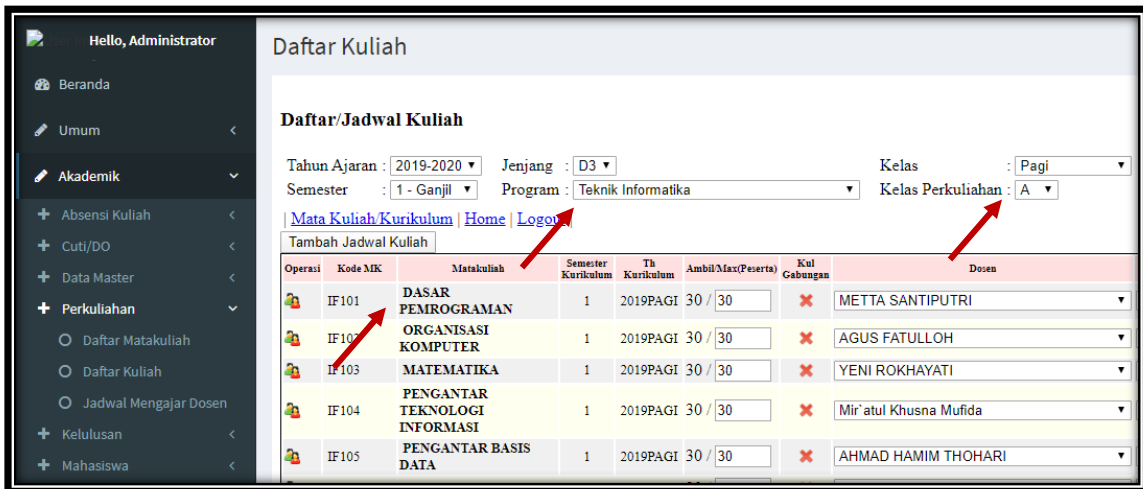 Hello, Administrator
Daftar Kuliah
Beranda
Umum
Akademik
Absensi Kuliah
Cuti/DO
Data Master
Perkuliahan
Daftar Matakuliah
Daftar Kuliah
Jadwal Mengajar Dosen
Kelulusan
Mahasiswa
Daftar/Jadwal Kuliah
Tahun Ajaran : 2019-2020 Jenjang : D3 Kelas : Pagi
Semester : 1 - Ganjil Program : Teknik Informatika Kelas Perkuliahan : A
| Mata Kuliah/Kurikulum | Home | Logout |
Tambah Jadwal Kuliah
Operasi Kode MK Matakuliah Semester Kurikulum Th Kurikulum Ambil/Max(Peserta) Kul Gabungan Dosen
IF101 DASAR PEMROGRAMAN 1 2019PAGI 30 / 30 METTA SANTIPUTRI
IF102 ORGANISASI KOMPUTER 1 2019PAGI 30 / 30 AGUS FATULLOH
IF103 MATEMATIKA 1 2019PAGI 30 / 30 YENI ROKHAYATI
IF104 PENGANTAR TEKNOLOGI INFORMASI 1 2019PAGI 30 / 30 Mir`atul Khusna Mufida
IF105 PENGANTAR BASIS DATA 1 2019PAGI 30 / 30 AHMAD HAMIM THOHARI